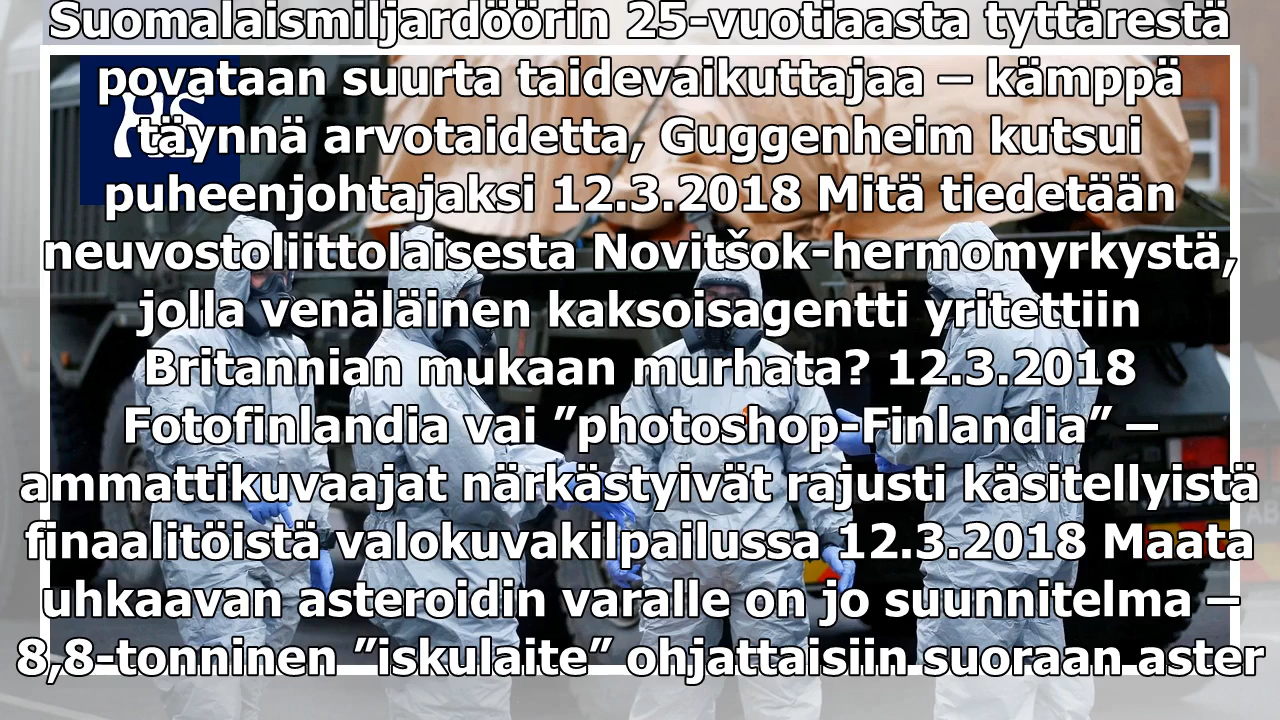 Suomalaismiljardöörin 25-vuotiaasta tyttärestä
povataan suurta taidevaikuttajaa – kämppä
täynnä arvotaidetta, Guggenheim kutsui
puheenjohtajaksi 12.3.2018 Mitä tiedetään
neuvostoliittolaisesta Novitšok-hermomyrkystä,
jolla venäläinen kaksoisagentti yritettiin
Britannian mukaan murhata? 12.3.2018
Fotofinlandia vai ”photoshop-Finlandia” –
ammattikuvaajat närkästyivät rajusti käsitellyistä
finaalitöistä valokuvakilpailussa 12.3.2018 Maata
uhkaavan asteroidin varalle on jo suunnitelma –
8,8-tonninen ”iskulaite” ohjattaisiin suoraan aster